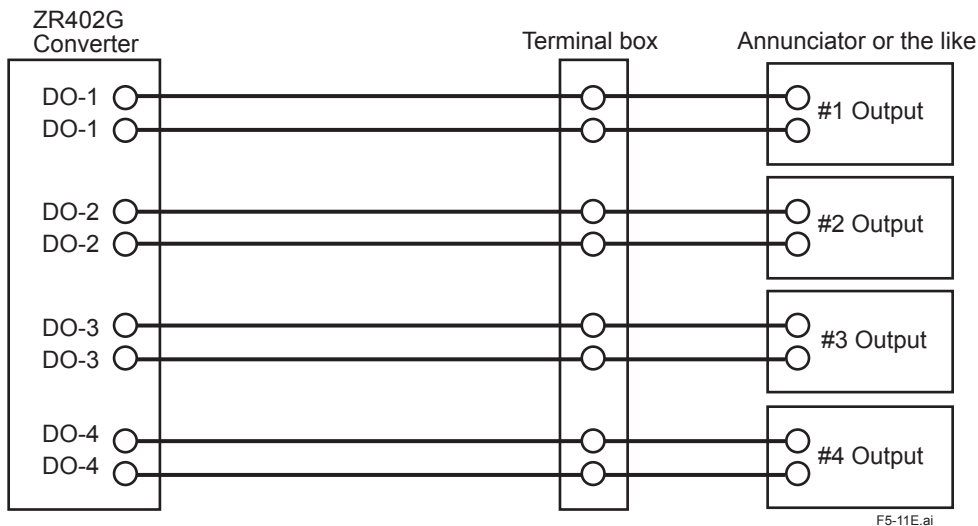 ZR402G
Converter
Terminal box
Annunciator or the like
DO-1
DO-1
#1 Output
DO-2
DO-2
#2 Output
DO-3
DO-3
#3 Output
DO-4
DO-4
#4 Output
F5-11E.ai